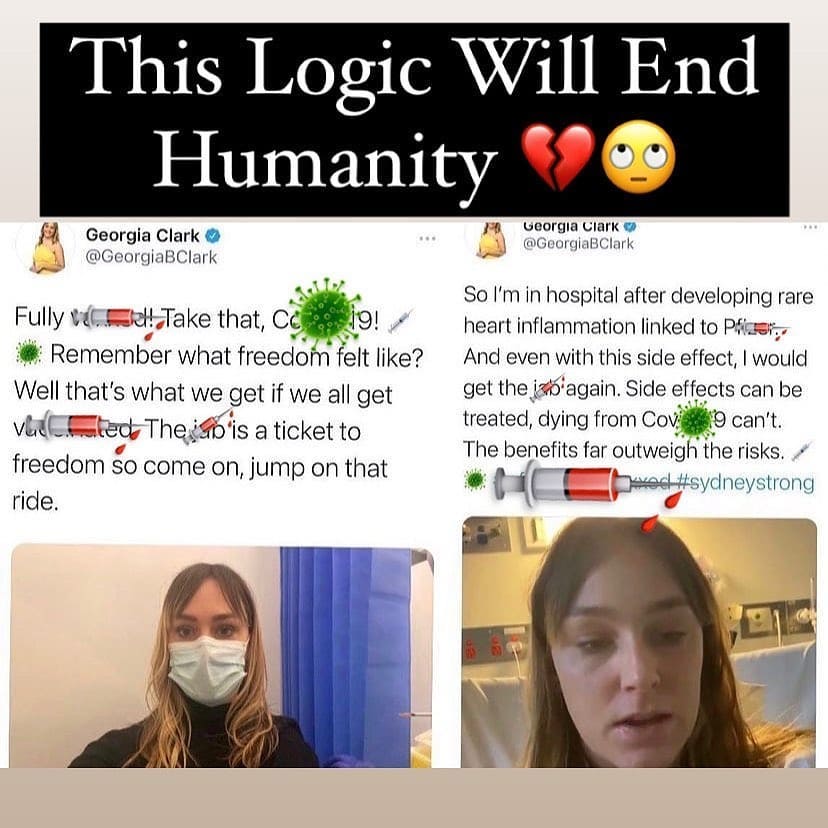 This Logic Will End
Humanity 💔🙄
Georgia Clark
@GeorgiaBClark
Fully Take that,
Remember what freedom felt like?
Well that's what we get if we all get
The jab is a ticket to
freedom so come on, jump on that
ride.
Georgia Clark
@GeorgiaBClark
So I'm in hospital after developing rare
heart inflammation linked to Pfizer.
And even with this side effect, I would
get the jab again. Side effects can be
treated, dying from can't.
The benefits far outweigh the risks.
#sydneystrong